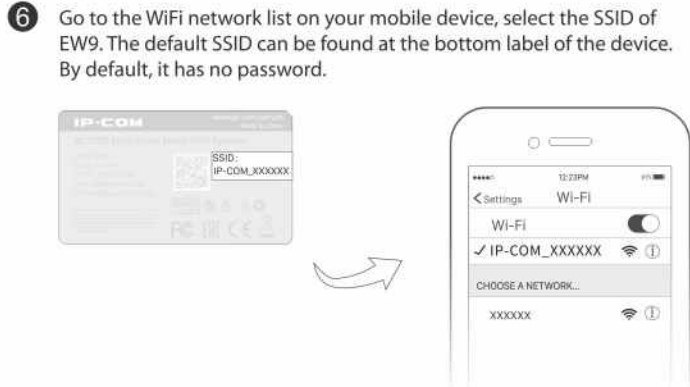 6 Go to the WiFi network list on your mobile device, select the SSID of
EW9. The default SSID can be found at the bottom label of the device.
By default, it has no password.
IP-COM
SSID:
IP-COM_XXXXXX
12:23PM
Settings Wi-Fi
Wi-Fi
✓ IP-COM_XXXXXX
CHOOSE A NETWORK...
XXXXXX